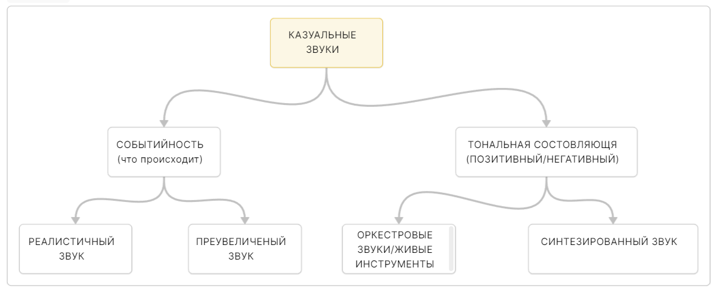 КАЗУАЛЬНЫЕ
ЗВУКИ
СОБЫТИЙНОСТЬ
(что происходит)
ТОНАЛЬНАЯ СОСТОВЛЯЮЩЯ
(ПОЗИТИВНЫЙ/НЕГАТИВНЫЙ)
РЕАЛИСТИЧНЫЙ
ЗВУК
ПРЕУВЕЛИЧЕНЫЙ
ЗВУК
ОРКЕСТРОВЫЕ
ЗВУКИ/ЖИВЫЕ
ИНСТРУМЕНТЫ
СИНТЕЗИРОВАННЫЙ ЗВУК